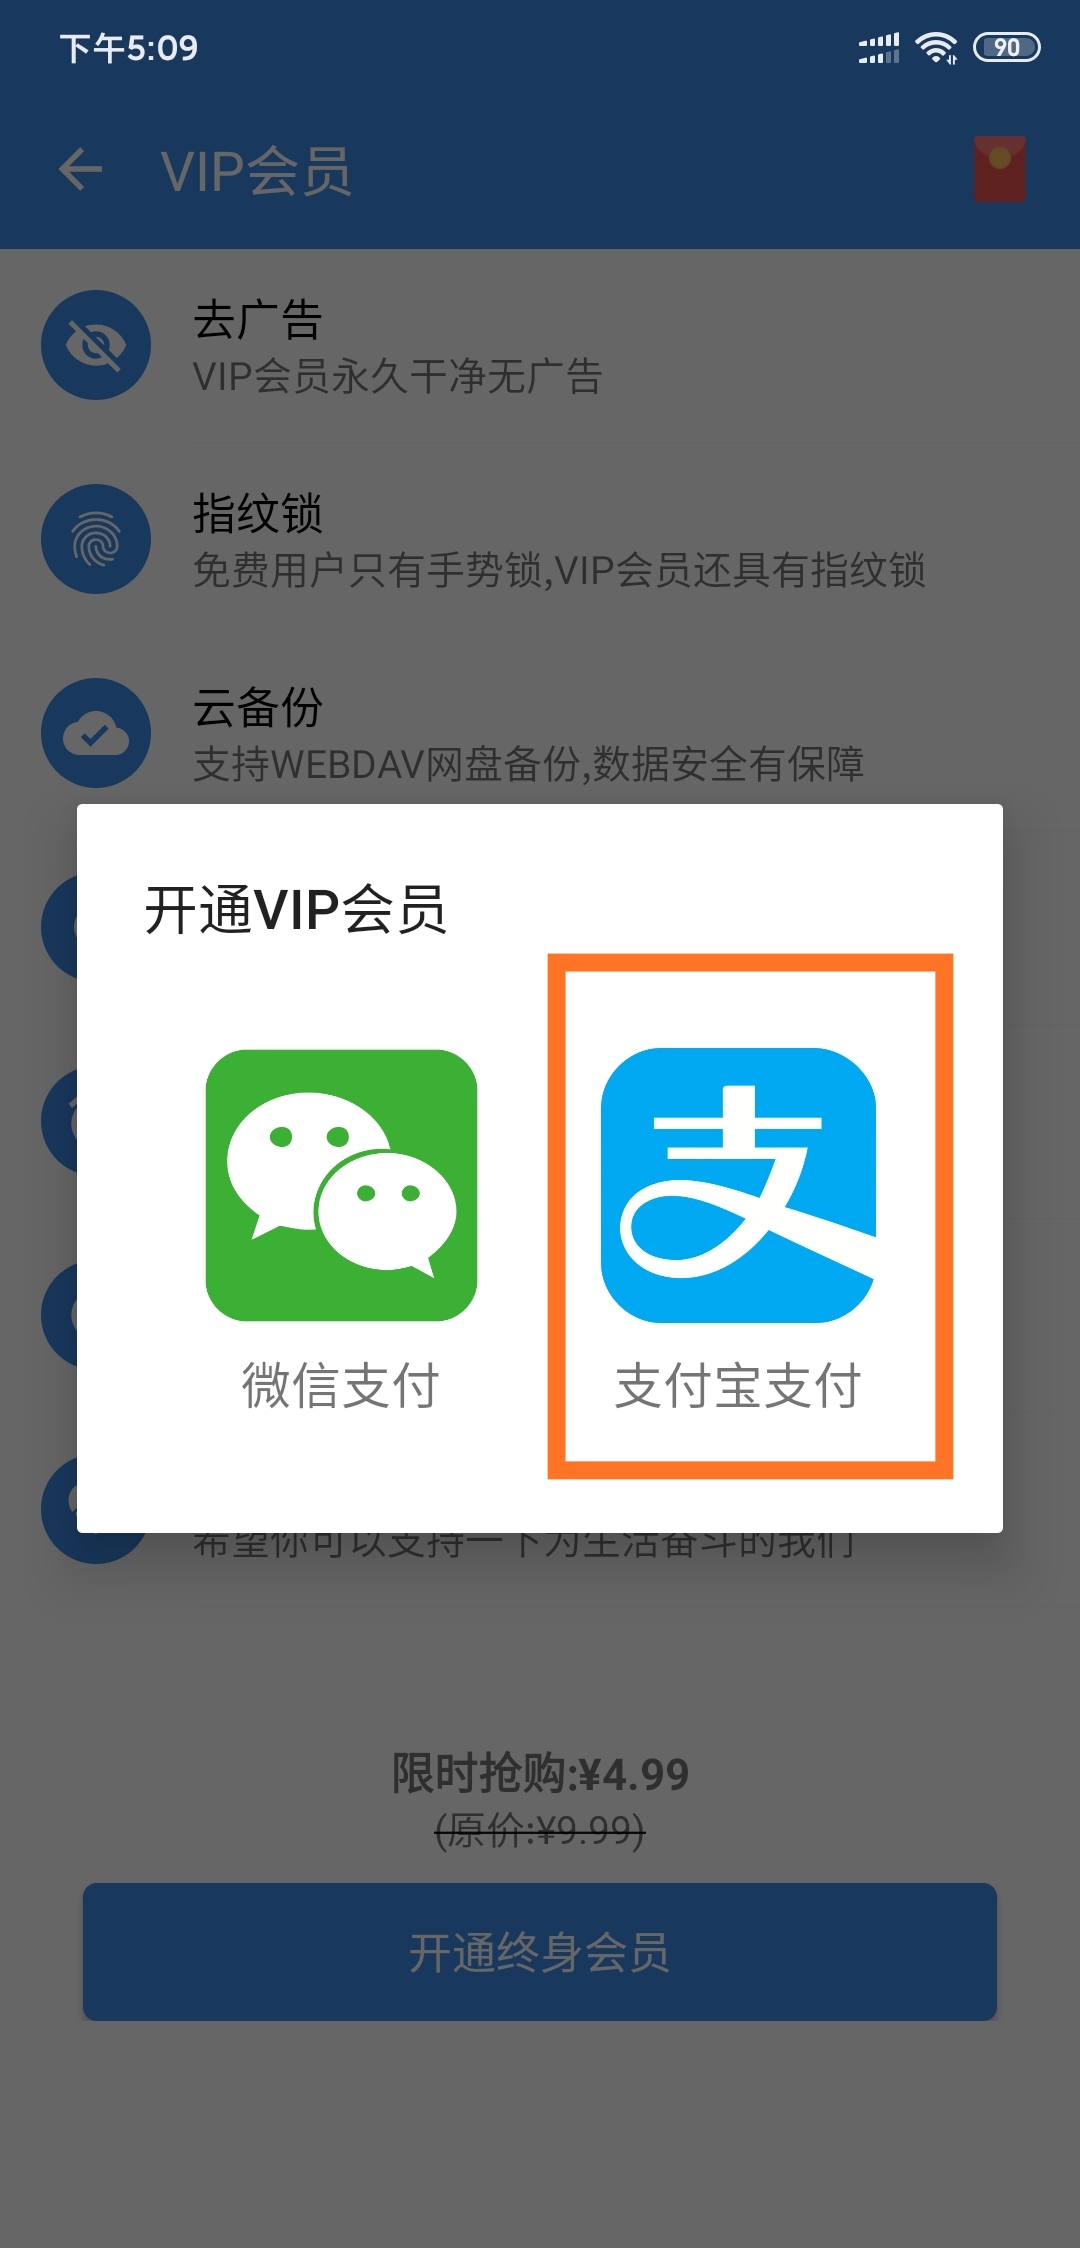 下午5:09
90
VIP会员
去广告
VIP会员永久干净无广告
指纹锁
免费用户只有手势锁,VIP会员还具有指纹锁
云备份
支持WEBDAV网盘备份,数据安全有保障
开通VIP会员
支
微信支付
支付宝支付
希望你可以支持一下为生活奋斗的我们
限时抢购:¥4.99
(原价:¥9.99)
开通终身会员